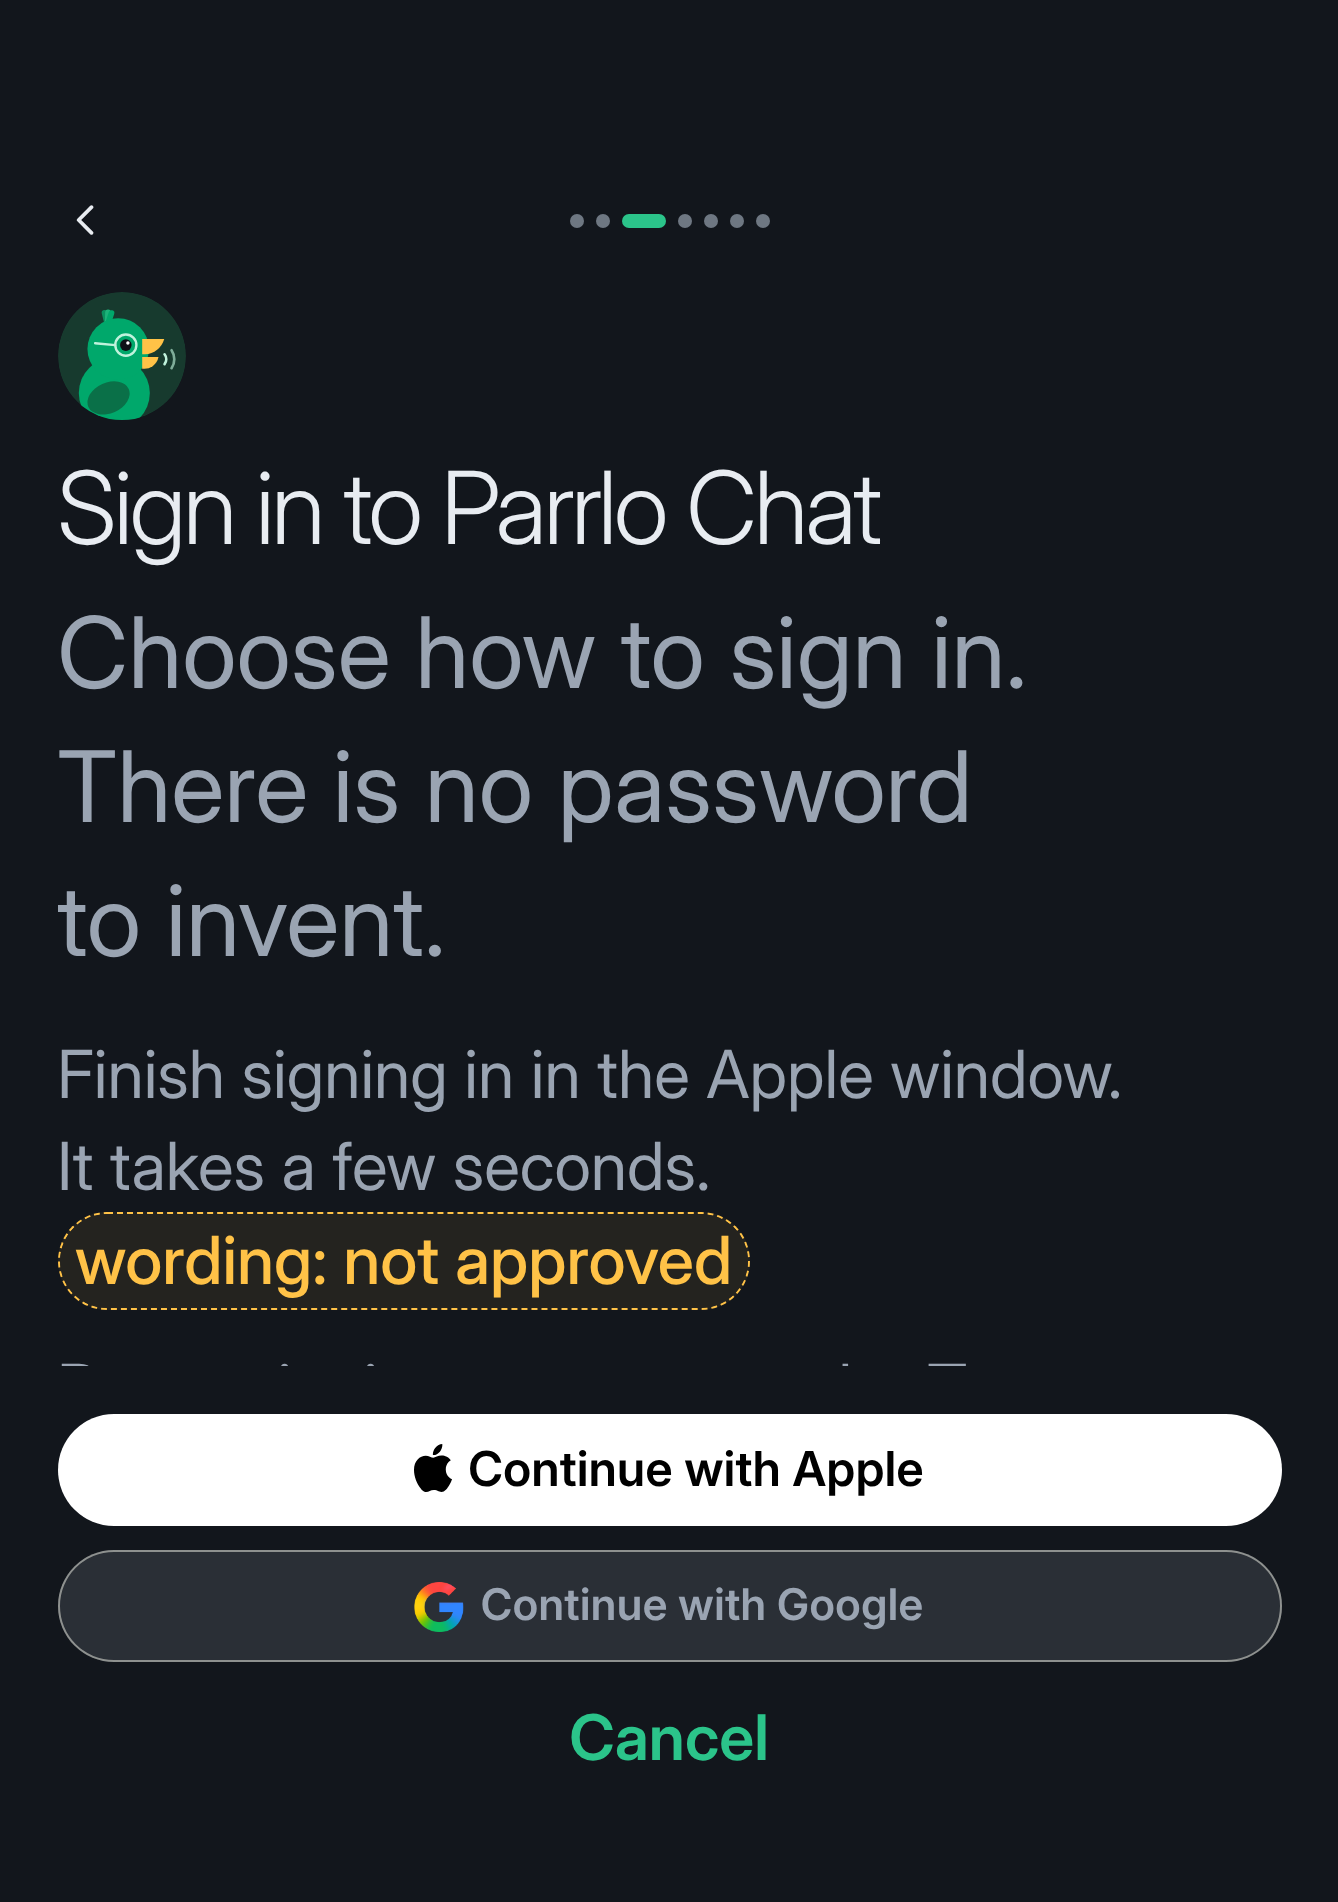 Sign in to Parrlo Chat
Choose how to sign in.
There is no password
to invent.
Finish signing in in the Apple window.
It takes a few seconds.
wording: not approved
Continue with Apple
Continue with Google
Cancel